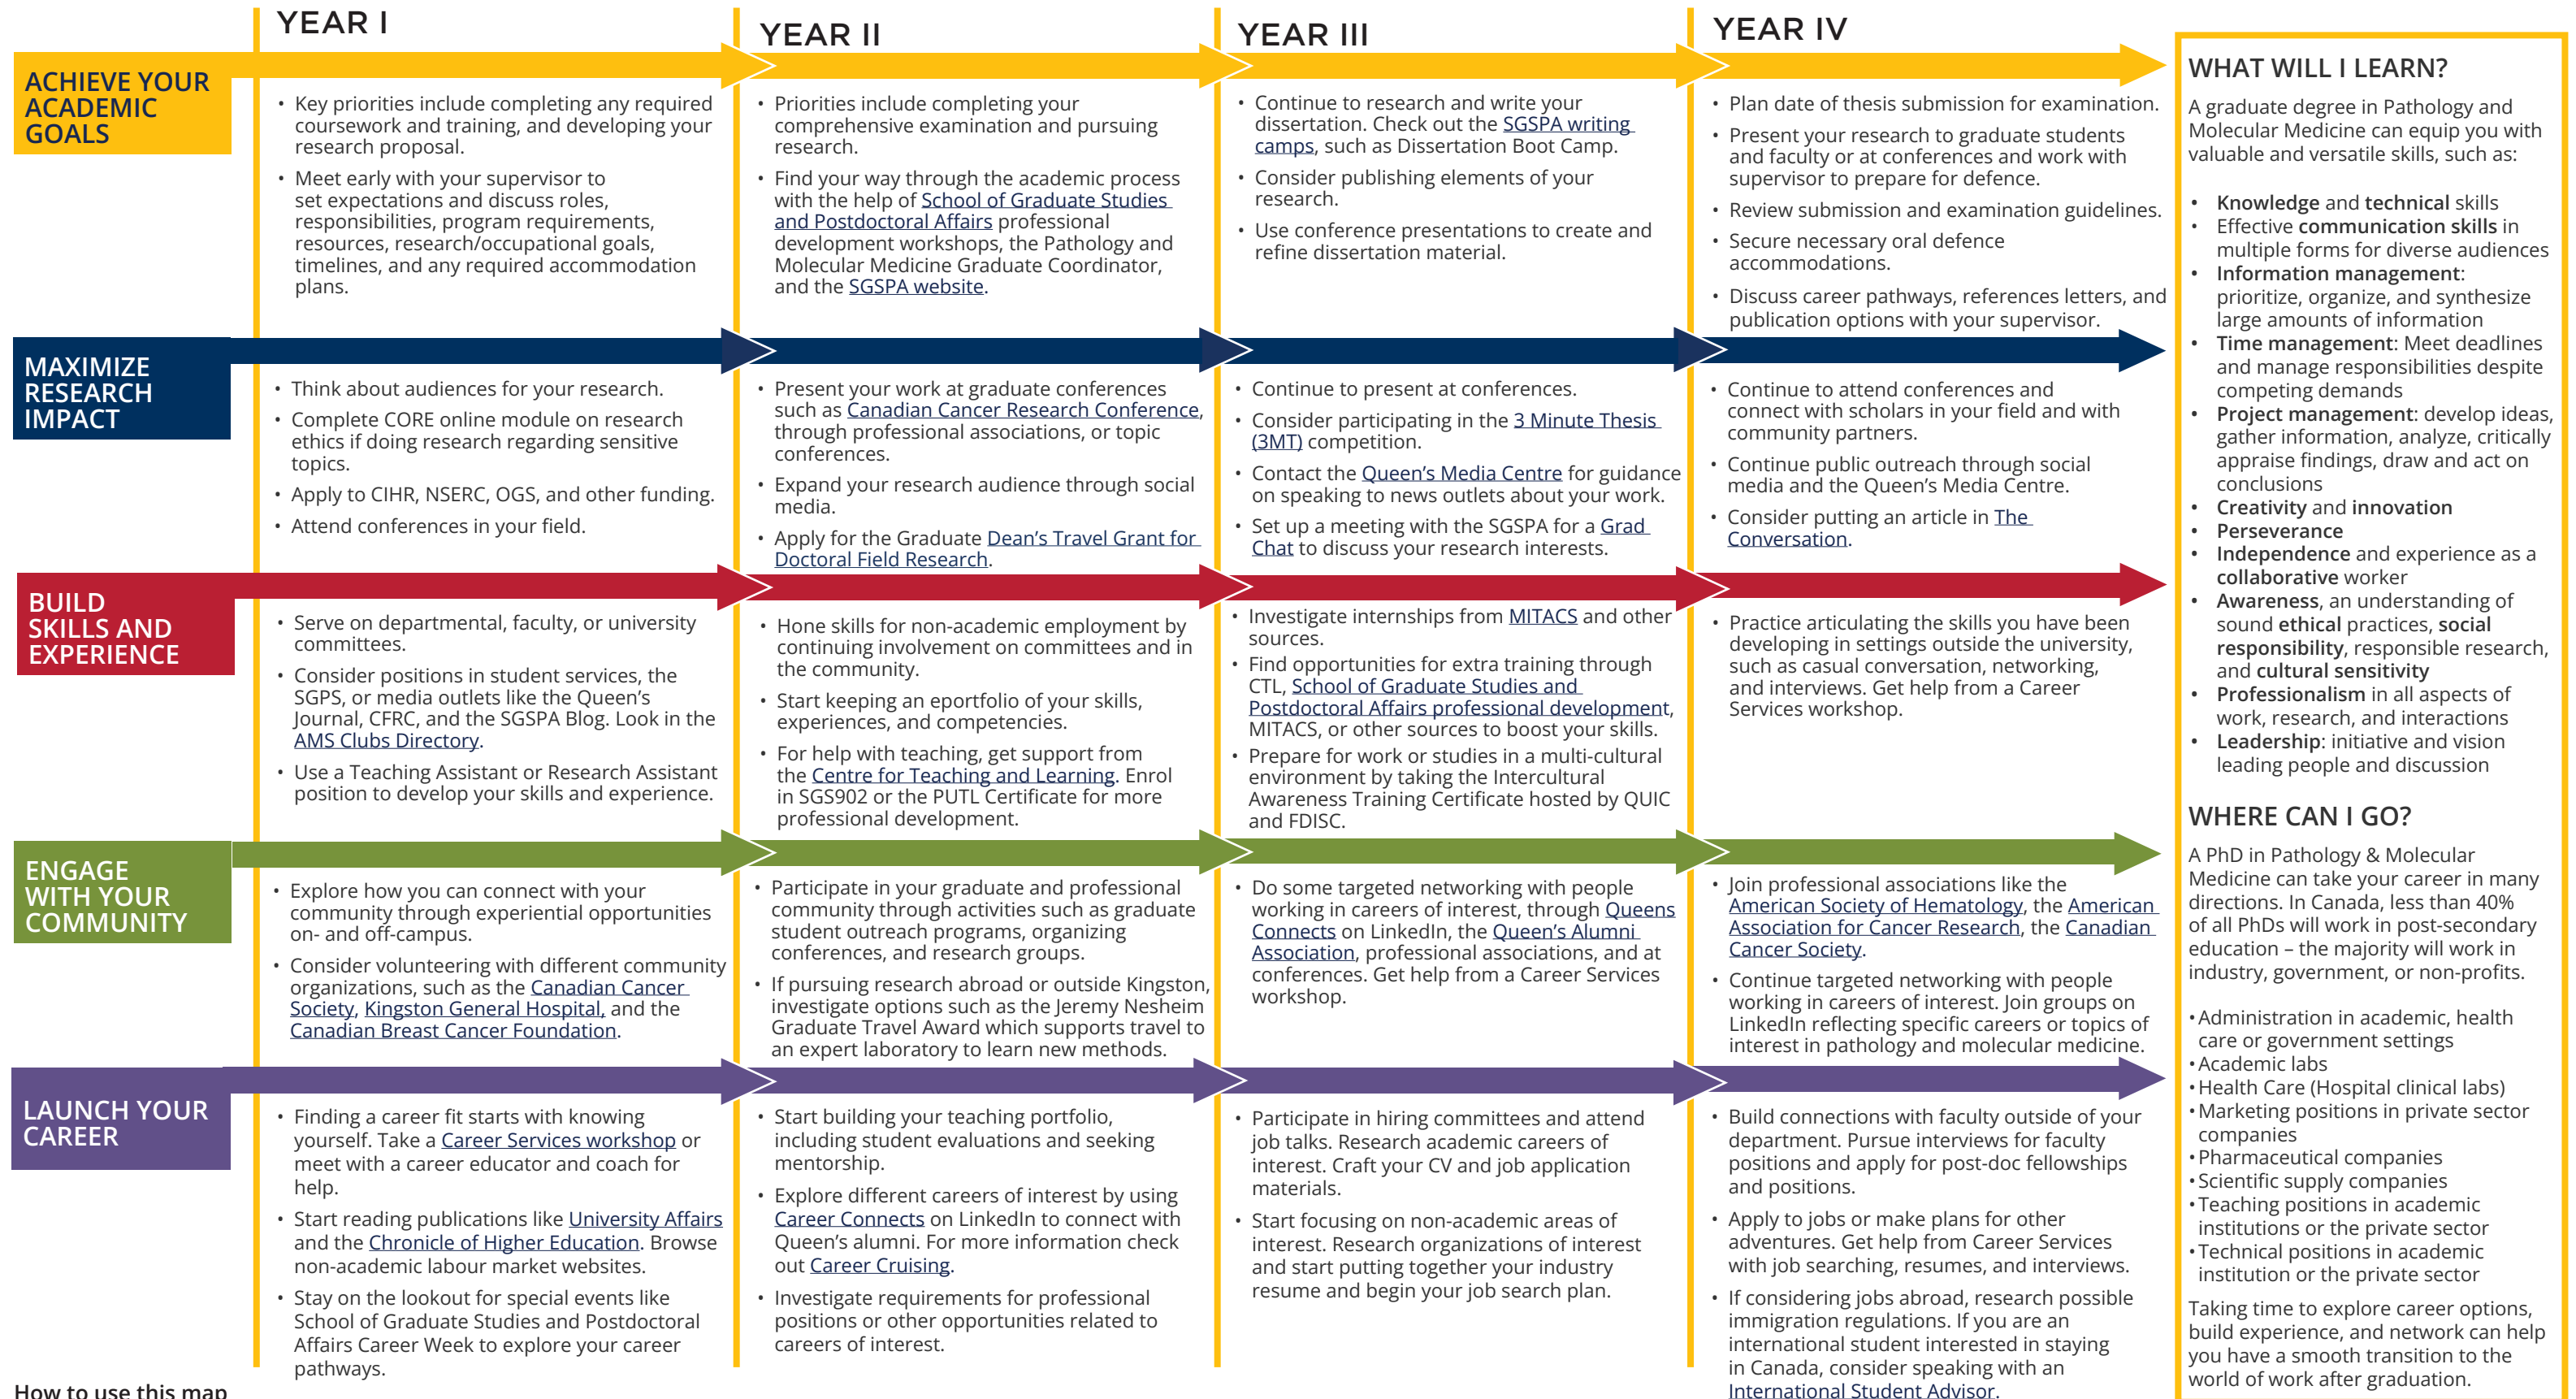 YEAR I
YEAR II
YEAR III
YEAR IV
ACHIEVE YOUR
ACADEMIC
GOALS
• Key priorities include completing any required
coursework and training, and developing your
research proposal.
• Meet early with your supervisor to
set expectations and discuss roles,
responsibilities, program requirements,
resources, research/occupational goals,
timelines, and any required accommodation
plans.
• Priorities include completing your
comprehensive examination and pursuing
research.
• Find your way through the academic process
with the help of School of Graduate Studies
and Postdoctoral Affairs professional
development workshops, the Pathology and
Molecular Medicine Graduate Coordinator,
and the SGSPA website.
• Continue to research and write your
dissertation. Check out the SGSPA writing
camps, such as Dissertation Boot Camp.
• Consider publishing elements of your
research.
• Use conference presentations to create and
refine dissertation material.
• Plan date of thesis submission for examination.
• Present your research to graduate students
and faculty or at conferences and work with
supervisor to prepare for defence.
• Review submission and examination guidelines.
• Secure necessary oral defence
accommodations.
• Discuss career pathways, references letters, and
publication options with your supervisor.
MAXIMIZE
RESEARCH
IMPACT
• Think about audiences for your research.
• Complete CORE online module on research
ethics if doing research regarding sensitive
topics.
• Apply to CIHR, NSERC, OGS, and other funding.
• Attend conferences in your field.
• Present your work at graduate conferences
such as Canadian Cancer Research Conference,
through professional associations, or topic
conferences.
• Expand your research audience through social
media.
• Apply for the Graduate Dean's Travel Grant for
Doctoral Field Research.
• Continue to present at conferences.
• Consider participating in the 3 Minute Thesis
(3MT) competition.
• Contact the Queen's Media Centre for guidance
on speaking to news outlets about your work.
• Set up a meeting with the SGSPA for a Grad
Chat to discuss your research interests.
• Continue to attend conferences and
connect with scholars in your field and with
community partners.
• Continue public outreach through social
media and the Queen's Media Centre.
• Consider putting an article in The
Conversation.
BUILD
SKILLS AND
EXPERIENCE
• Serve on departmental, faculty, or university
committees.
• Consider positions in student services, the
SGPS, or media outlets like the Queen's
Journal, CFRC, and the SGSPA Blog. Look in the
AMS Clubs Directory.
• Use a Teaching Assistant or Research Assistant
position to develop your skills and experience.
• Hone skills for non-academic employment by
continuing involvement on committees and in
the community.
• Start keeping an eportfolio of your skills,
experiences, and competencies.
• For help with teaching, get support from
the Centre for Teaching and Learning. Enrol
in SGS902 or the PUTL Certificate for more
professional development.
• Investigate internships from MITACS and other
sources.
• Find opportunities for extra training through
CTL, School of Graduate Studies and
Postdoctoral Affairs professional development,
MITACS, or other sources to boost your skills.
• Prepare for work or studies in a multi-cultural
environment by taking the Intercultural
Awareness Training Certificate hosted by QUIC
and FDISC.
• Practice articulating the skills you have been
developing in settings outside the university,
such as casual conversation, networking,
and interviews. Get help from a Career
Services workshop.
ENGAGE
WITH YOUR
COMMUNITY
• Explore how you can connect with your
community through experiential opportunities
on- and off-campus.
• Consider volunteering with different community
organizations, such as the Canadian Cancer
Society, Kingston General Hospital, and the
Canadian Breast Cancer Foundation.
• Participate in your graduate and professional
community through activities such as graduate
student outreach programs, organizing
conferences, and research groups.
• If pursuing research abroad or outside Kingston,
investigate options such as the Jeremy Nesheim
Graduate Travel Award which supports travel to
an expert laboratory to learn new methods.
• Do some targeted networking with people
working in careers of interest, through Queens
Connects on LinkedIn, the Queen's Alumni
Association, professional associations, and at
conferences. Get help from a Career Services
workshop.
• Join professional associations like the
American Society of Hematology, the American
Association for Cancer Research, the Canadian
Cancer Society.
• Continue targeted networking with people
working in careers of interest. Join groups on
LinkedIn reflecting specific careers or topics of
interest in pathology and molecular medicine.
LAUNCH YOUR
CAREER
• Finding a career fit starts with knowing
yourself. Take a Career Services workshop or
meet with a career educator and coach for
help.
• Start reading publications like University Affairs
and the Chronicle of Higher Education. Browse
non-academic labour market websites.
• Stay on the lookout for special events like
School of Graduate Studies and Postdoctoral
Affairs Career Week to explore your career
pathways.
• Start building your teaching portfolio,
including student evaluations and seeking
mentorship.
• Explore different careers of interest by using
Career Connects on LinkedIn to connect with
Queen's alumni. For more information check
out Career Cruising.
• Investigate requirements for professional
positions or other opportunities related to
careers of interest.
• Participate in hiring committees and attend
job talks. Research academic careers of
interest. Craft your CV and job application
materials.
• Start focusing on non-academic areas of
interest. Research organizations of interest
and start putting together your industry
resume and begin your job search plan.
• Build connections with faculty outside of your
department. Pursue interviews for faculty
positions and apply for post-doc fellowships
and positions.
• Apply to jobs or make plans for other
adventures. Get help from Career Services
with job searching, resumes, and interviews.
• If considering jobs abroad, research possible
immigration regulations. If you are an
international student interested in staying
in Canada, consider speaking with an
International Student Advisor.
WHAT WILL I LEARN?
A graduate degree in Pathology and
Molecular Medicine can equip you with
valuable and versatile skills, such as:
• Knowledge and technical skills
• Effective communication skills in
multiple forms for diverse audiences
• Information management:
prioritize, organize, and synthesize
large amounts of information
• Time management: Meet deadlines
and manage responsibilities despite
competing demands
• Project management: develop ideas,
gather information, analyze, critically
appraise findings, draw and act on
conclusions
• Creativity and innovation
• Perseverance
• Independence and experience as a
collaborative worker
• Awareness, an understanding of
sound ethical practices, social
responsibility, responsible research,
and cultural sensitivity
• Professionalism in all aspects of
work, research, and interactions
• Leadership: initiative and vision
leading people and discussion
WHERE CAN I GO?
A PhD in Pathology & Molecular
Medicine can take your career in many
directions. In Canada, less than 40%
of all PhDs will work in post-secondary
education – the majority will work in
industry, government, or non-profits.
• Administration in academic, health
care or government settings
• Academic labs
• Health Care (Hospital clinical labs)
• Marketing positions in private sector
companies
• Pharmaceutical companies
• Scientific supply companies
• Teaching positions in academic
institutions or the private sector
• Technical positions in academic
institution or the private sector
Taking time to explore career options,
build experience, and network can help
you have a smooth transition to the
world of work after graduation.
How to use this map